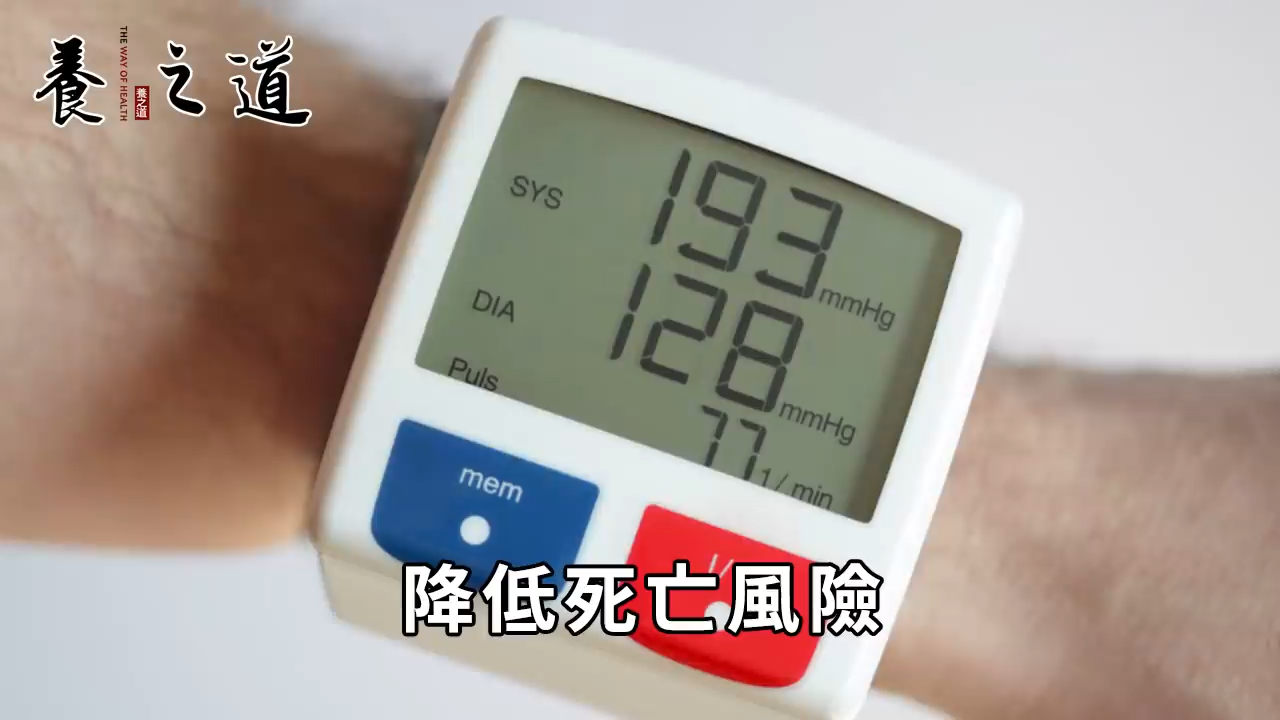 養之道
THE WAY OF HEALTH
養之道
SYS 193 mmHg
DIA 128 mmHg
Puls 77 1/min
mem
降低死亡風險